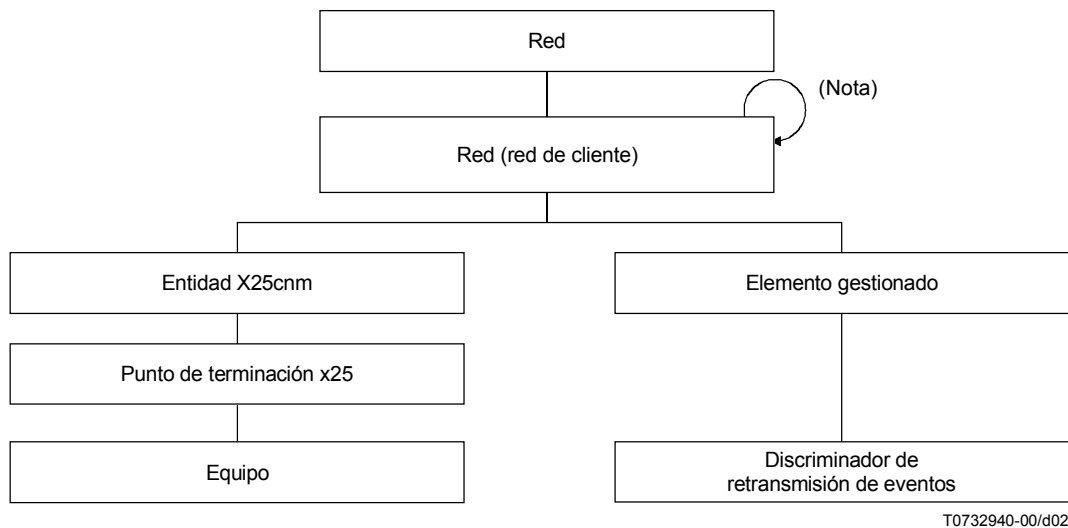 Red
(Nota)
Red (red de cliente)
Entidad X25cnm
Elemento gestionado
Punto de terminación x25
Equipo
Discriminador de
retransmisión de eventos
T0732940-00/d02